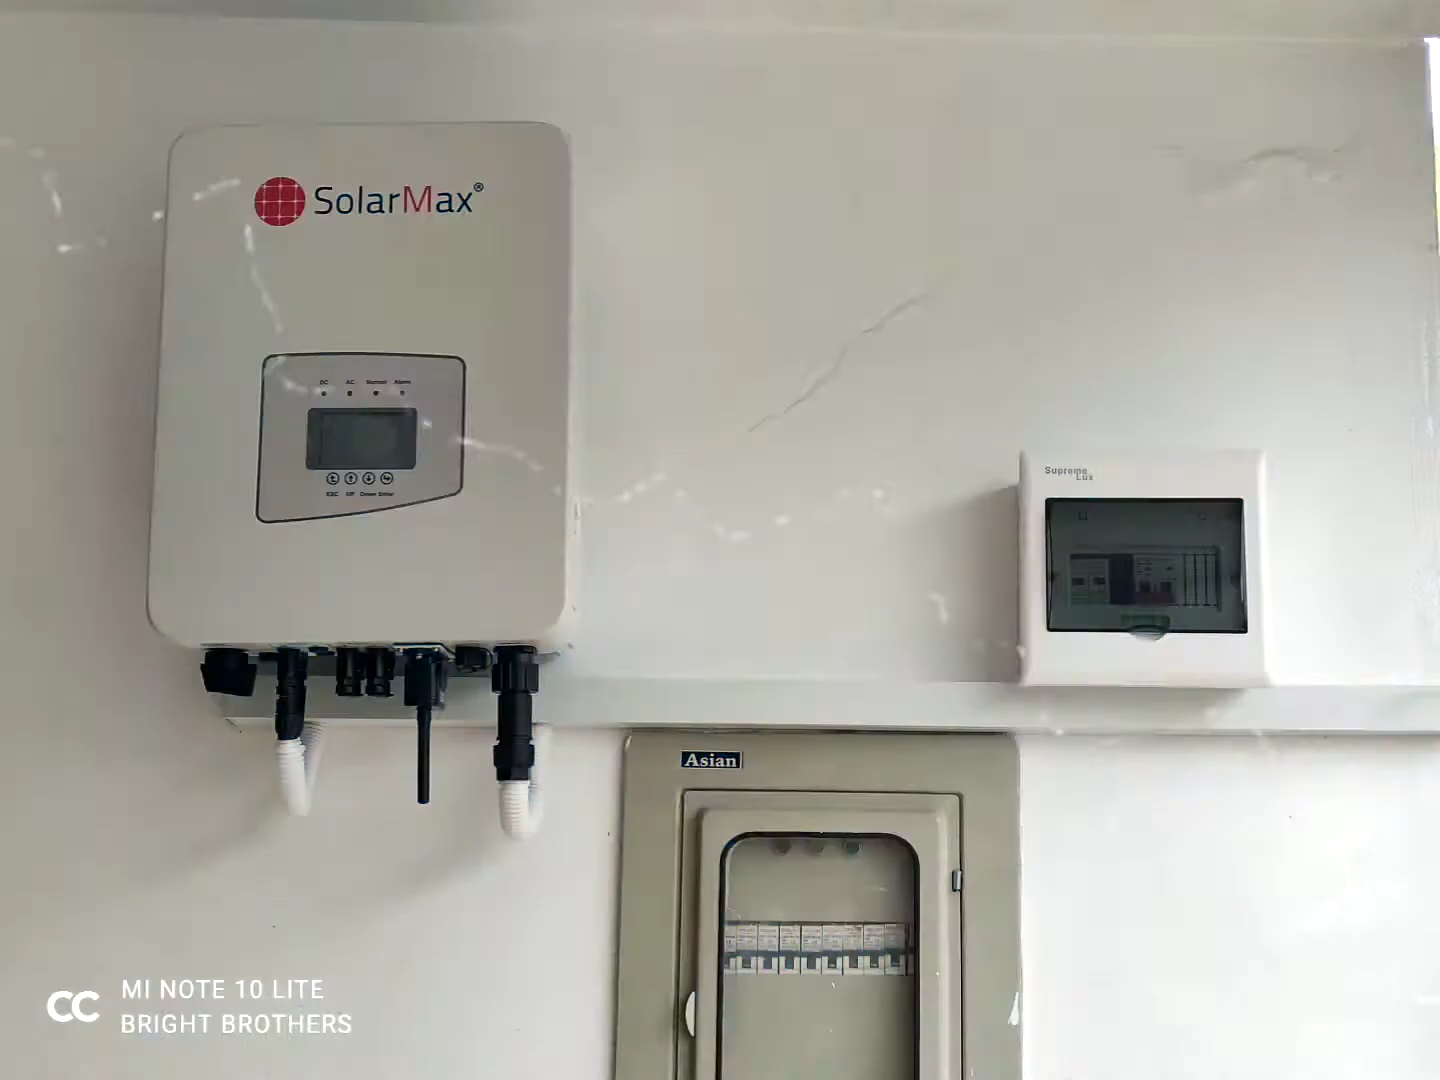 SolarMax®
DC AC Normal Alarm
ESC UP Down Enter
Supreme
Lux
Asian
MI NOTE 10 LITE
BRIGHT BROTHERS